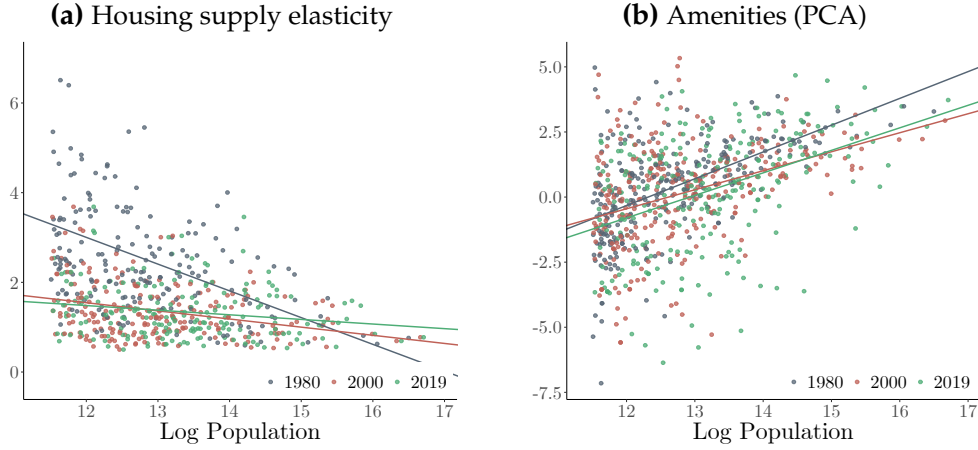 (a) Housing supply elasticity
6
4
2
0
1980 2000 2019
12 13 14 15 16 17
Log Population
(b) Amenities (PCA)
5.0
2.5
0.0
-2.5
-5.0
-7.5
1980 2000 2019
12 13 14 15 16 17
Log Population